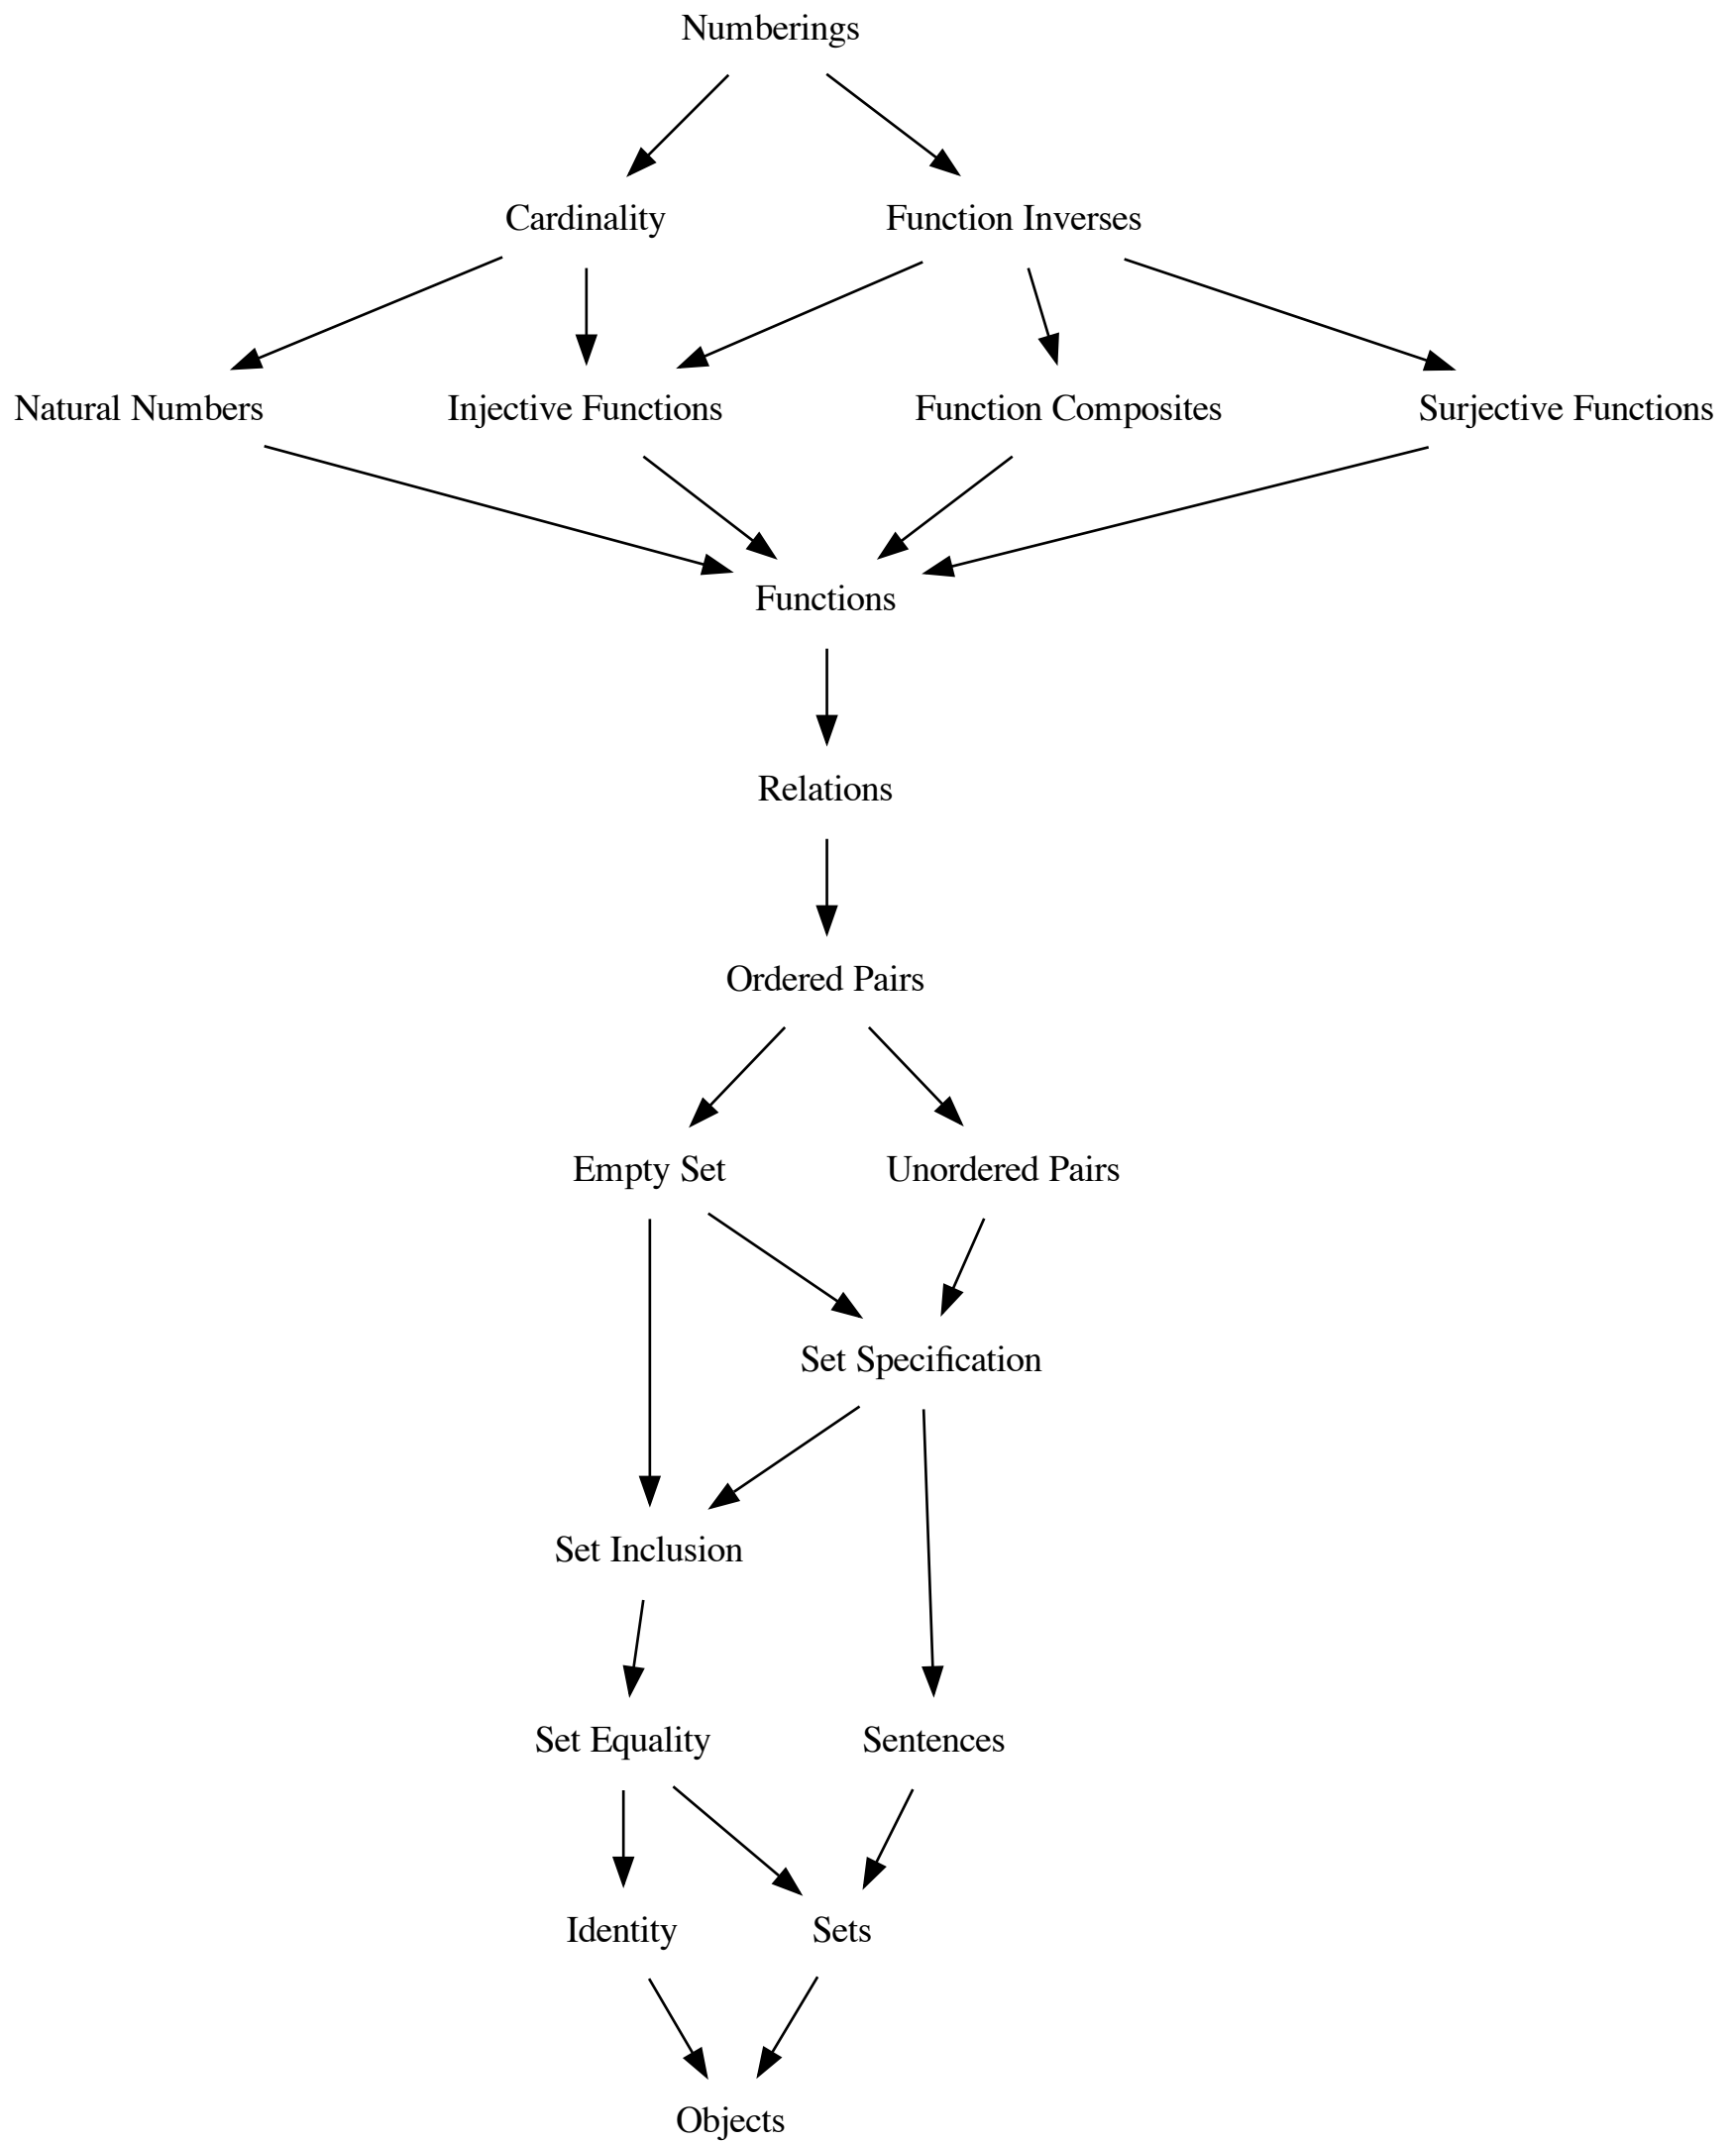 Numberings
Cardinality
Function Inverses
Natural Numbers
Injective Functions
Function Composites
Surjective Functions
Functions
Relations
Ordered Pairs
Empty Set
Unordered Pairs
Set Specification
Set Inclusion
Set Equality
Sentences
Identity
Sets
Objects